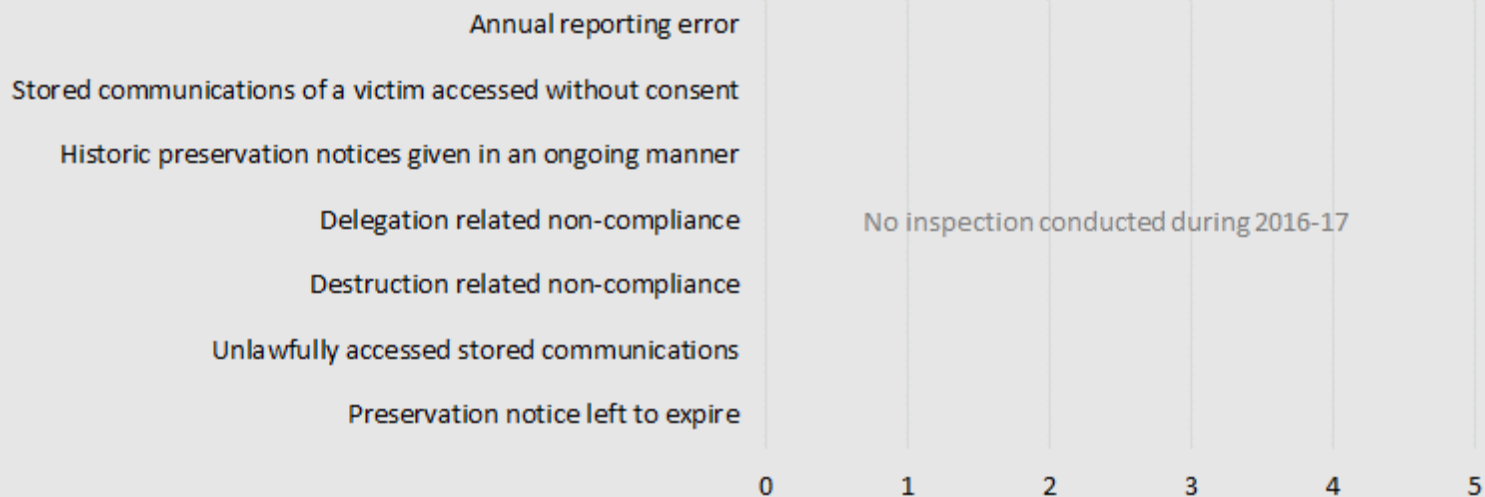 Annual reporting error
Stored communications of a victim accessed without consent
Historic preservation notices given in an ongoing manner
Delegation related non-compliance
No inspection conducted during 2016-17
Destruction related non-compliance
Unlawfully accessed stored communications
Preservation notice left to expire
0 1 2 3 4 5